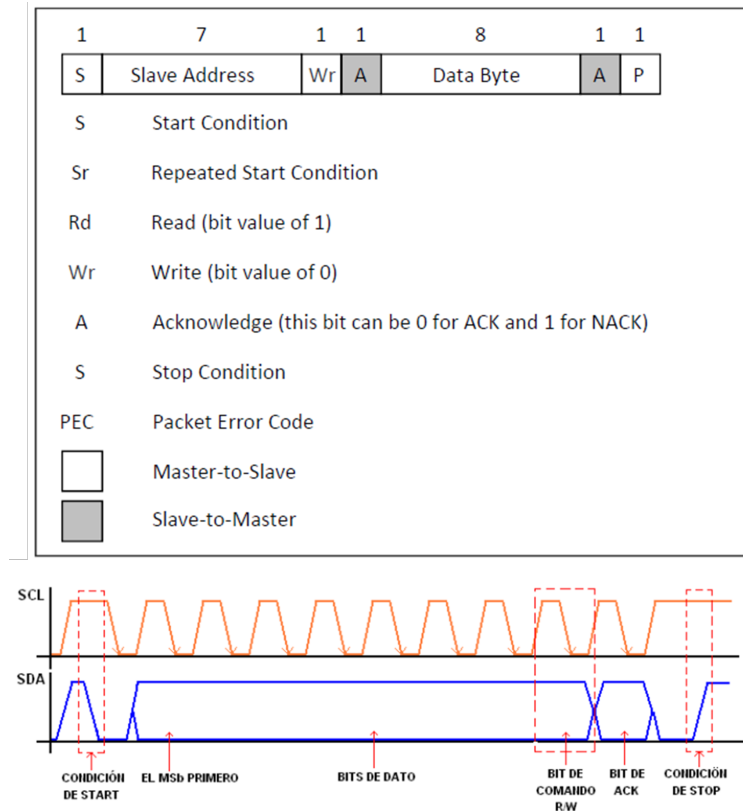 1 7 1 1 8 1 1
S Slave Address Wr A Data Byte A P
S Start Condition
Sr Repeated Start Condition
Rd Read (bit value of 1)
Wr Write (bit value of 0)
A Acknowledge (this bit can be 0 for ACK and 1 for NACK)
S Stop Condition
PEC Packet Error Code
Master-to-Slave
Slave-to-Master
SCL
SDA
CONDICIÓN EL MSb PRIMERO BITS DE DATO BIT DE BIT DE CONDICIÓN
DE START COMANDO ACK DE STOP
R/W